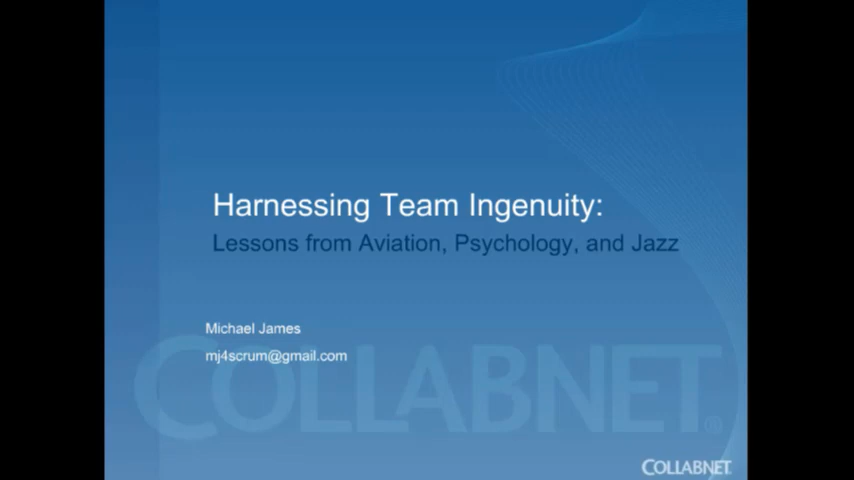 Harnessing Team Ingenuity:
Lessons from Aviation, Psychology, and Jazz
Michael James
mj4scrum@gmail.com
COLLABNET®
COLLABNET